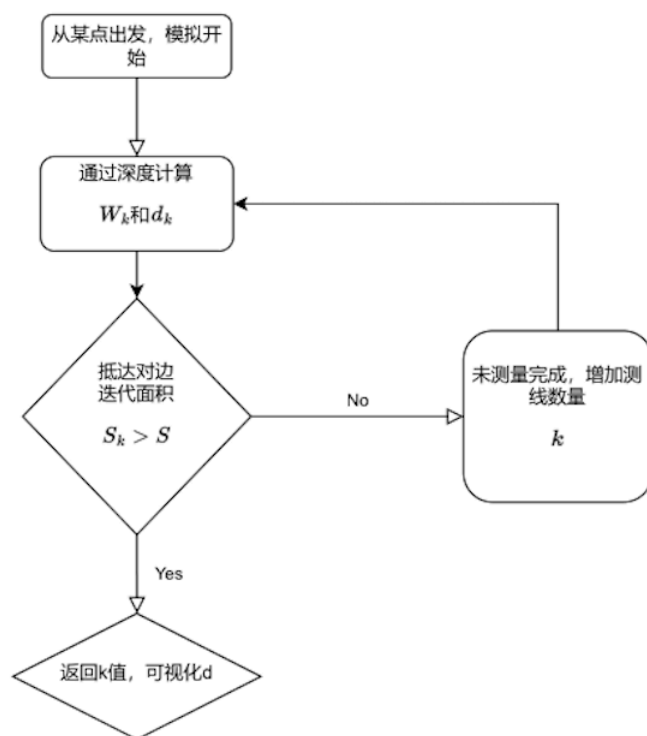 从某点出发，模拟开
始
通过深度计算
W_k和d_k
抵达对边
迭代面积
S_k > S
No
未测量完成，增加测
线数量
k
Yes
返回k值，可视化d